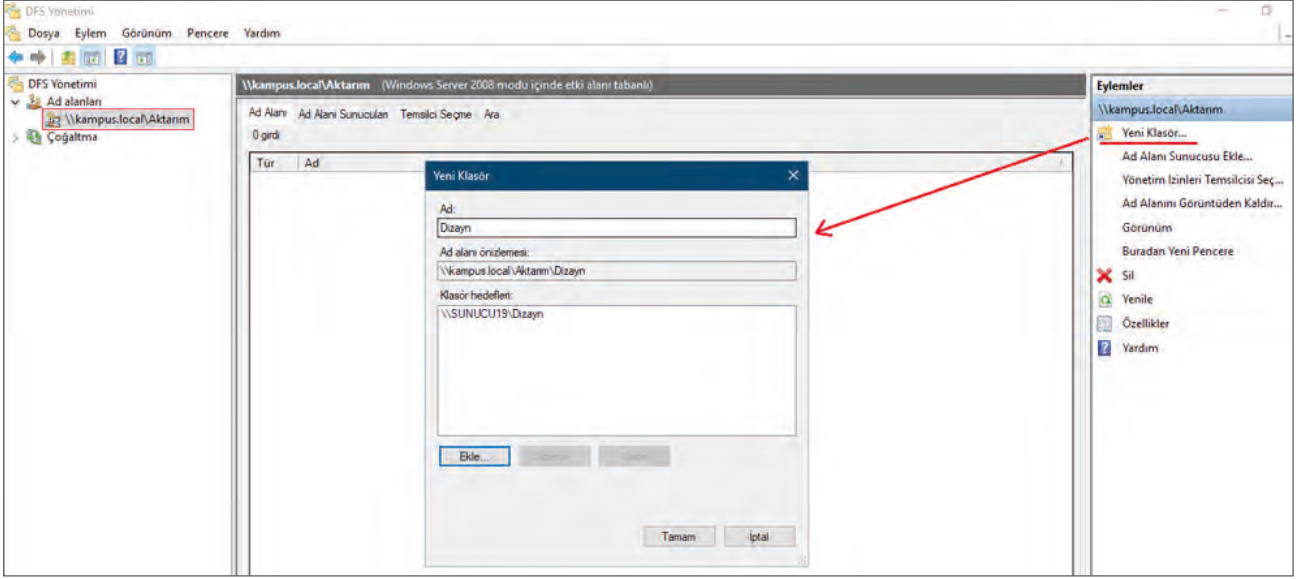 DFS Yönetimi
Dosya Eylem Görünüm Pencere Yardım
DFS Yönetimi
Ad alanları
\\kampus.local\Aktarım
Çoğaltma
\\kampus.local\Aktarım (Windows Server 2008 modu içinde etki alanı tabanlı)
Ad Alanı Ad Alanı Sunucuları Temsilci Seçme Ara
0 girdi
Tür Ad
Yeni Klasör
Ad:
Dizayn
Ad alanı önizlemesi:
\\kampus.local\Aktarım\Dizayn
Klasör hedefleri:
\\SUNUCU19\Dizayn
Ekle...
Tamam İptal
Eylemler
\\kampus.local\Aktarım
Yeni Klasör...
Ad Alanı Sunucusu Ekle...
Yönetim İzinleri Temsilcisi Seç...
Ad Alanını Görüntüden Kaldır...
Görünüm
Buradan Yeni Pencere
Sil
Yenile
Özellikler
Yardım